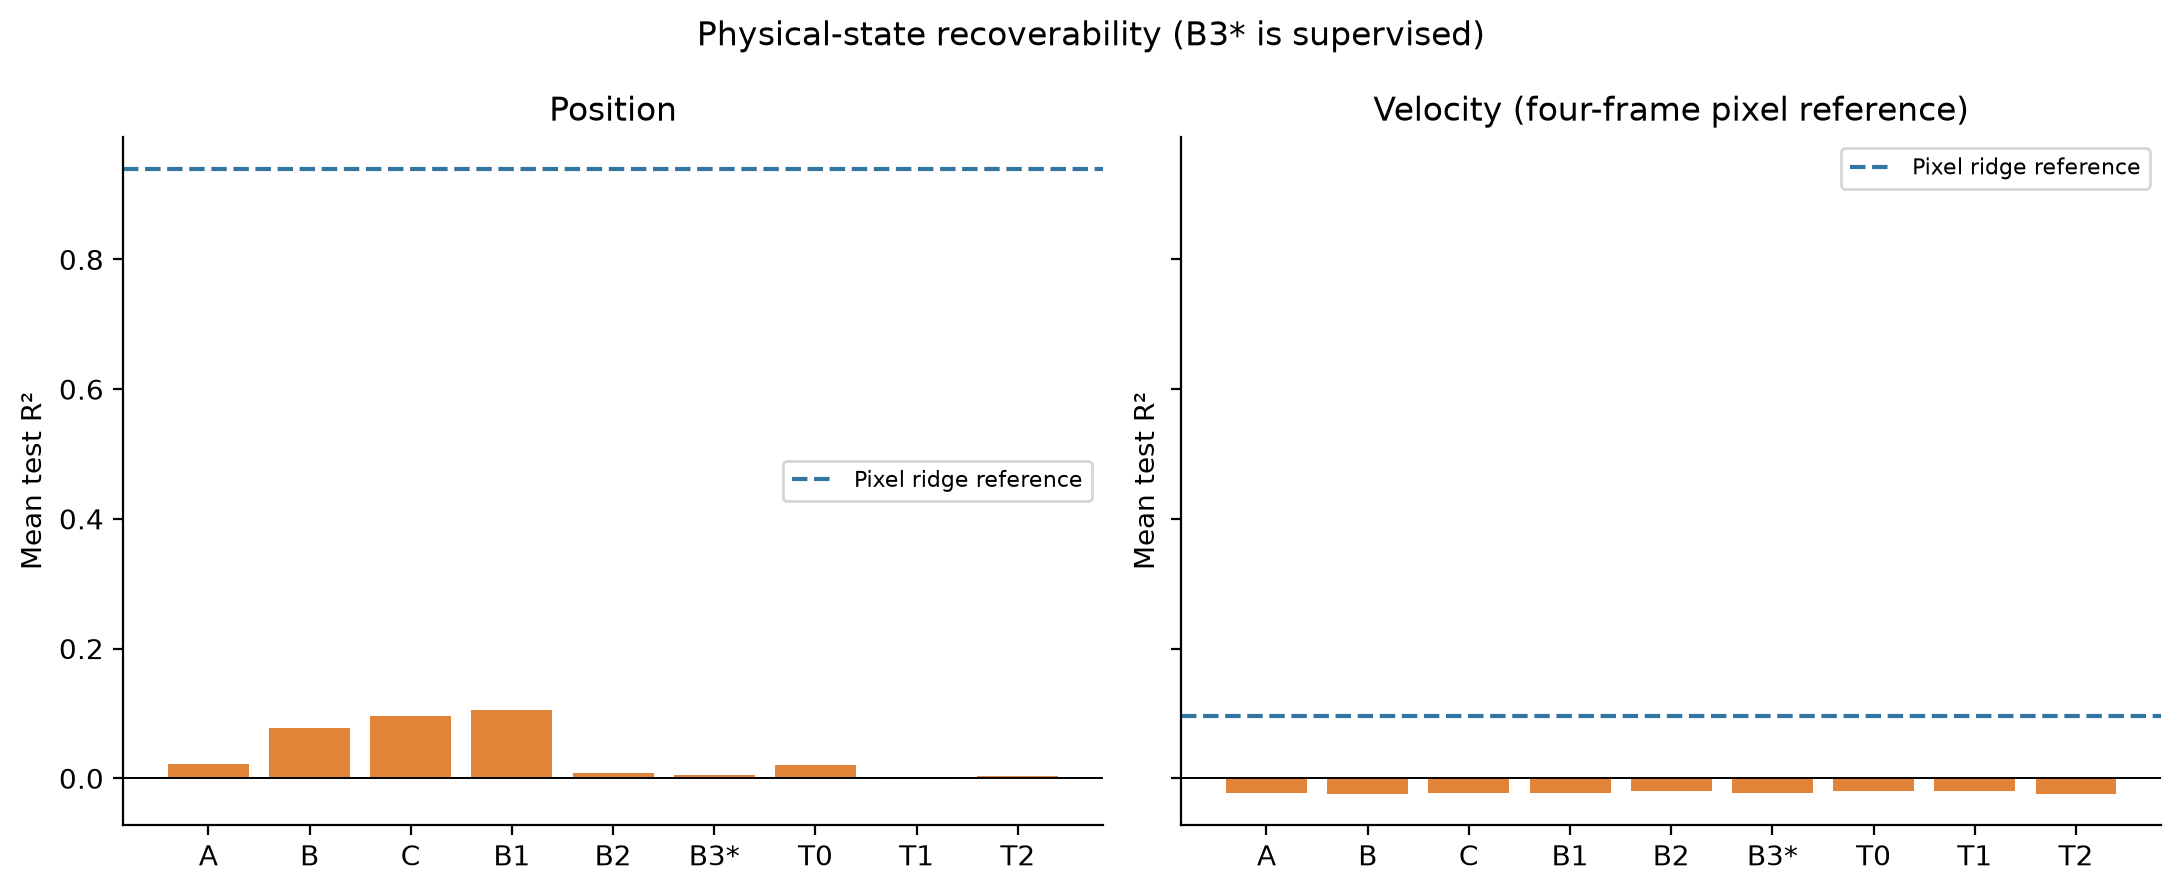 Physical-state recoverability (B3* is supervised)
Position
Mean test R²
0.8
0.6
0.4
0.2
0.0
Pixel ridge reference
A B C B1 B2 B3* T0 T1 T2
Velocity (four-frame pixel reference)
Mean test R²
Pixel ridge reference
A B C B1 B2 B3* T0 T1 T2